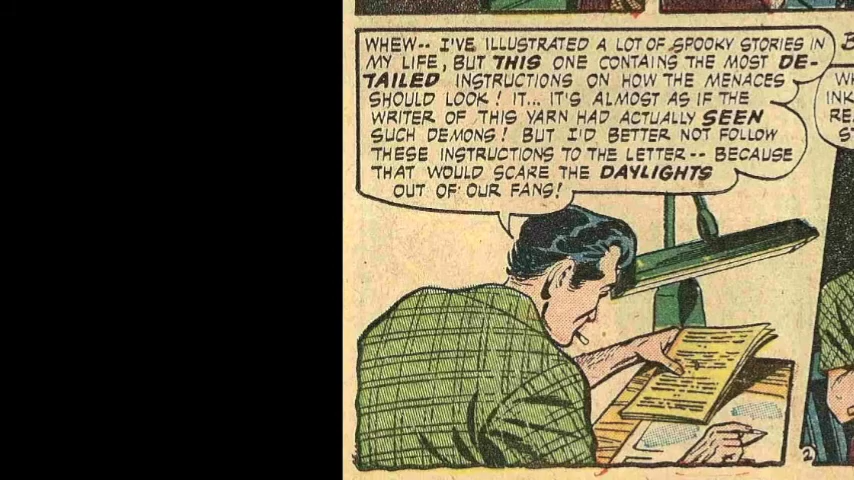 WHEW-- I'VE ILLUSTRATED A LOT OF SPOOKY STORIES IN
MY LIFE, BUT THIS ONE CONTAINS THE MOST DE-
TAILED INSTRUCTIONS ON HOW THE MENACES
SHOULD LOOK! IT... IT'S ALMOST AS IF THE
WRITER OF THIS YARN HAD ACTUALLY SEEN
SUCH DEMONS! BUT I'D BETTER NOT FOLLOW
THESE INSTRUCTIONS TO THE LETTER-- BECAUSE
THAT WOULD SCARE THE DAYLIGHTS
OUT OF OUR FANS!
INK
2